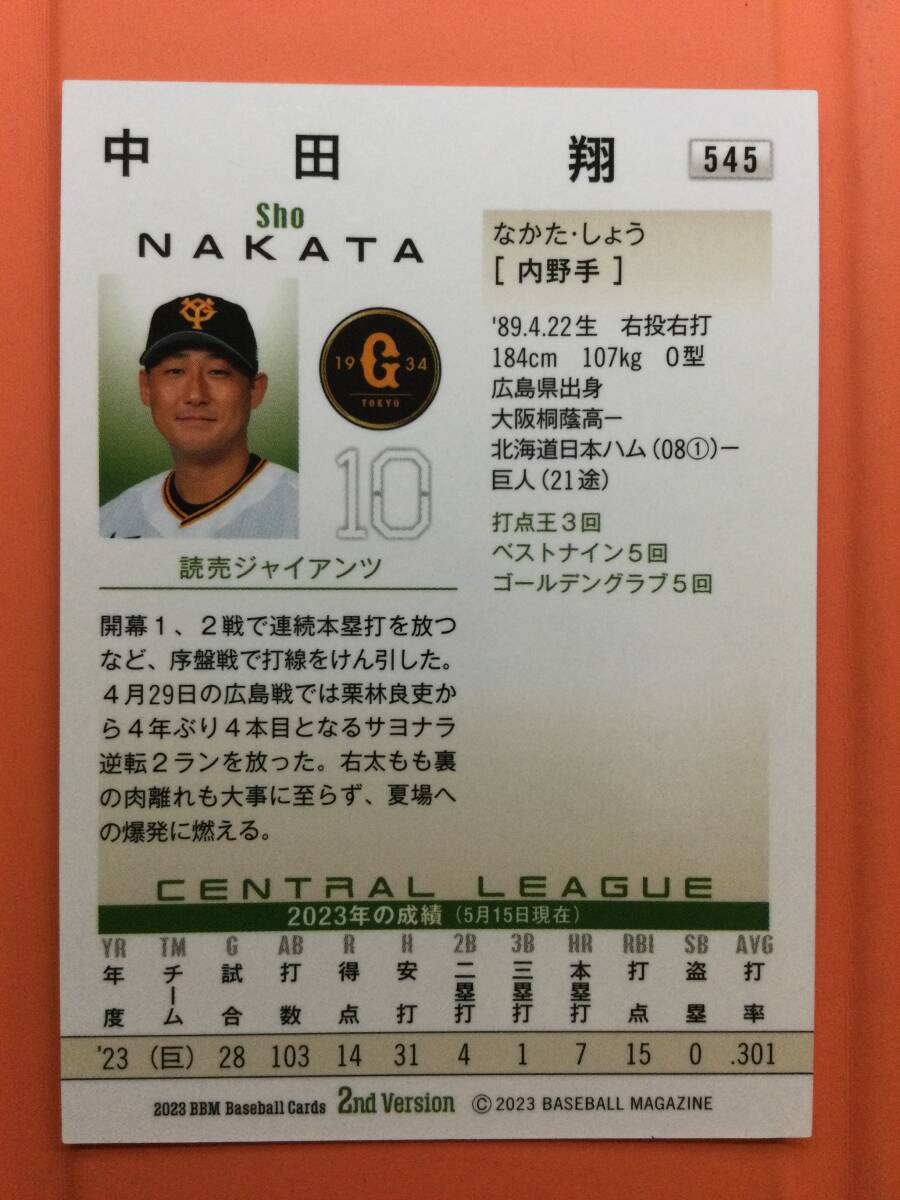 中田翔 545
Sho
NAKATA
なかた・しょう
[ 内野手 ]
'89.4.22生 右投右打
184cm 107kg O型
広島県出身
大阪桐蔭高ー
北海道日本ハム(08①)ー
巨人(21途)
打点王3回
ベストナイン5回
ゴールデングラブ5回
YG
19 G 34
TOKYO
10
読売ジャイアンツ
開幕1、2戦で連続本塁打を放つ
など、序盤戦で打線をけん引した。
4月29日の広島戦では栗林良吏か
ら4年ぶり4本目となるサヨナラ
逆転2ランを放った。右太もも裏
の肉離れも大事に至らず、夏場へ
の爆発に燃える。
CENTRAL LEAGUE
2023年の成績(5月15日現在)
YR TM G AB R H 2B 3B HR RBI SB AVG
年度 チーム 試合 打数 得点 安打 二塁打 三塁打 本塁打 打点 盗塁 打率
'23 (巨) 28 103 14 31 4 1 7 15 0 .301
2023 BBM Baseball Cards 2nd Version ©2023 BASEBALL MAGAZINE